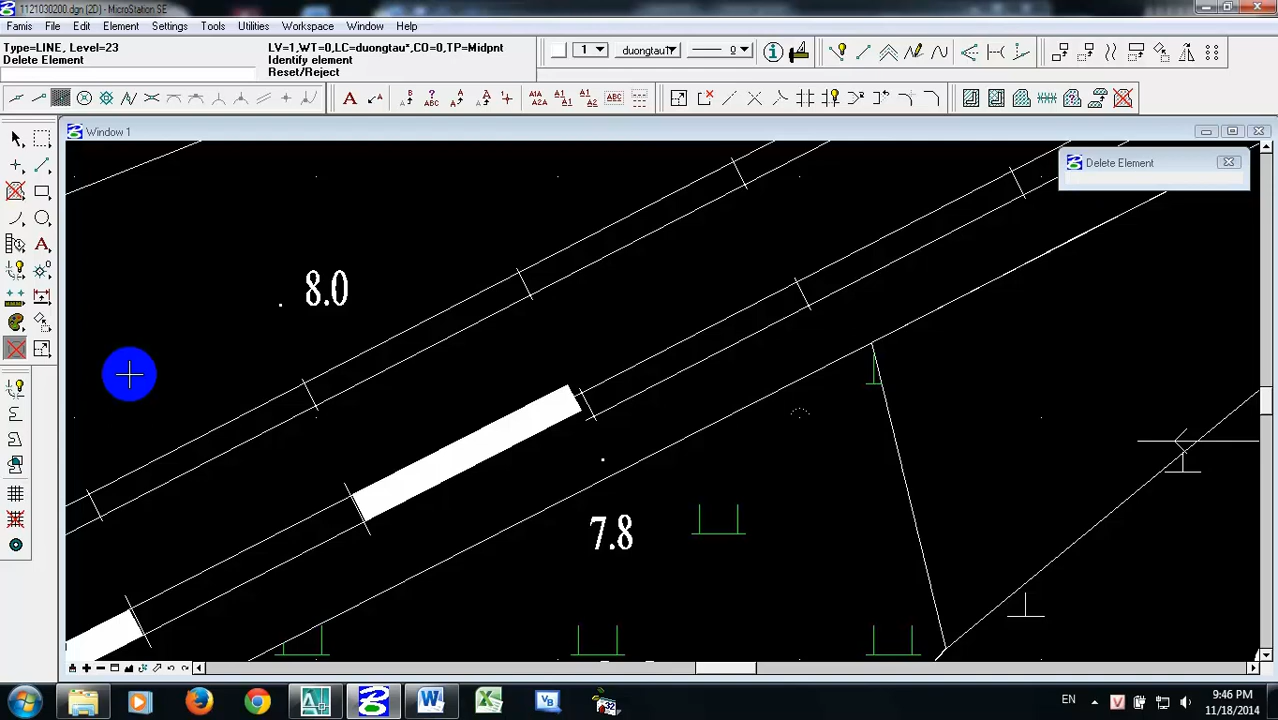 1121030200.dgn (2D) - MicroStation SE
Famis File Edit Element Settings Tools Utilities Workspace Window Help
Type=LINE, Level=23 LV=1,WT=0,LC=duongtau*,CO=0,TP=Midpnt
Delete Element Identify element
Reset/Reject
1 duongtau1 0
Window 1
Delete Element
8.0
7.8
EN 9:46 PM
11/18/2014